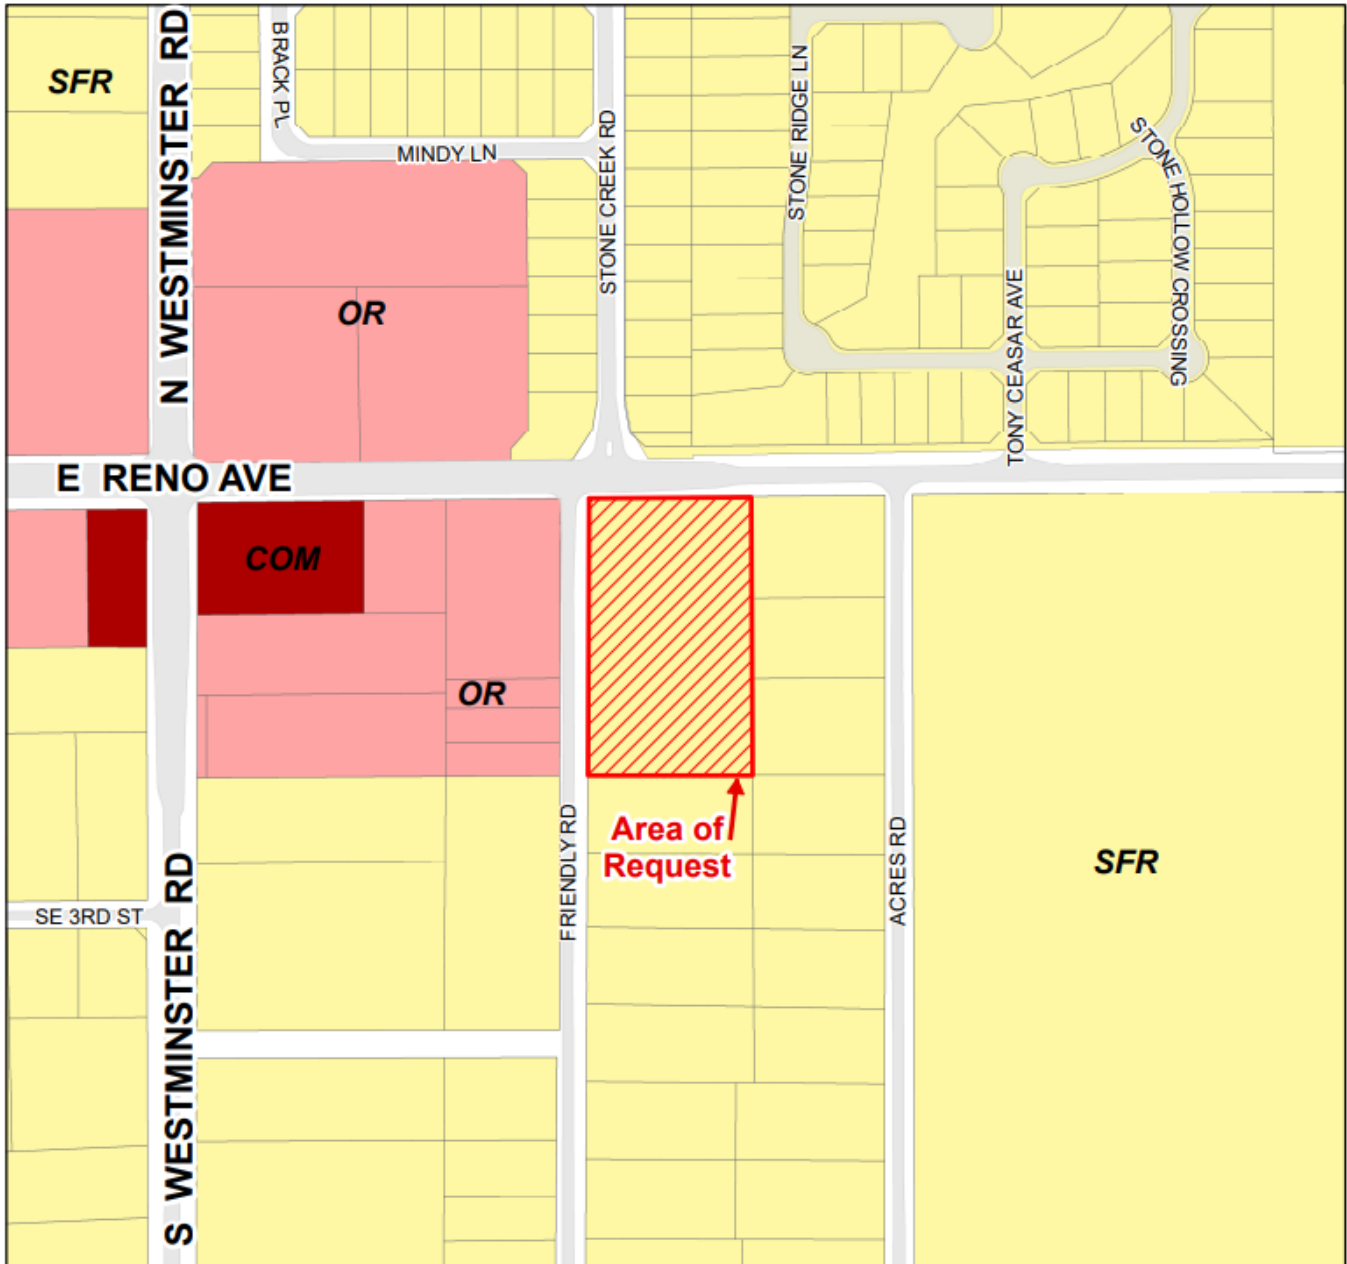 SFR
N WESTMINSTER RD
BRACK PL
MINDY LN
STONE CREEK RD
STONE RIDGE LN
STONE HOLLOW CROSSING
TONY CEASAR AVE
OR
E RENO AVE
COM
OR
Area of
Request
FRIENDLY RD
ACRES RD
SFR
SE 3RD ST
S WESTMINSTER RD